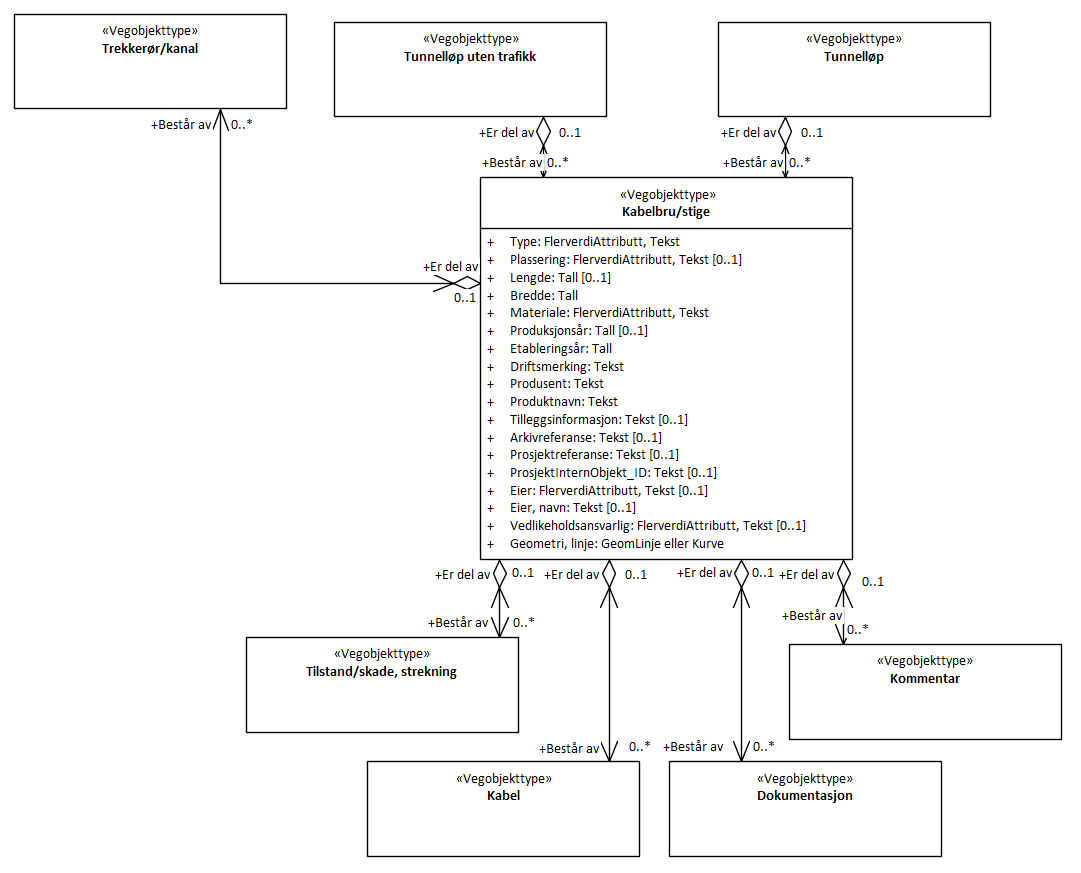 «Vegobjekttype»
Trekkerør/kanal
«Vegobjekttype»
Tunnelløp uten trafikk
«Vegobjekttype»
Tunnelløp
+Består av
0..*
+Er del av
0..1
+Består av
0..*
+Er del av
0..1
+Består av
0..*
+Er del av
0..1
«Vegobjekttype»
Kabelbru/stige
+ Type: FlerverdiAttributt, Tekst
+ Plassering: FlerverdiAttributt, Tekst [0..1]
+ Lengde: Tall [0..1]
+ Bredde: Tall
+ Materiale: FlerverdiAttributt, Tekst
+ Produksjonsår: Tall [0..1]
+ Etableringsår: Tall
+ Driftsmerking: Tekst
+ Produsent: Tekst
+ Produktnavn: Tekst
+ Tilleggsinformasjon: Tekst [0..1]
+ Arkivreferanse: Tekst [0..1]
+ Prosjektreferanse: Tekst [0..1]
+ ProsjektInternObjekt_ID: Tekst [0..1]
+ Eier: FlerverdiAttributt, Tekst [0..1]
+ Eier, navn: Tekst [0..1]
+ Vedlikeholdsansvarlig: FlerverdiAttributt, Tekst [0..1]
+ Geometri, linje: GeomLinje eller Kurve
+Er del av
0..1
+Er del av
0..1
+Er del av
0..1
+Er del av
0..1
+Består av
0..*
+Består av
0..*
«Vegobjekttype»
Tilstand/skade, strekning
«Vegobjekttype»
Kommentar
+Består av
0..*
+Består av
0..*
«Vegobjekttype»
Kabel
«Vegobjekttype»
Dokumentasjon